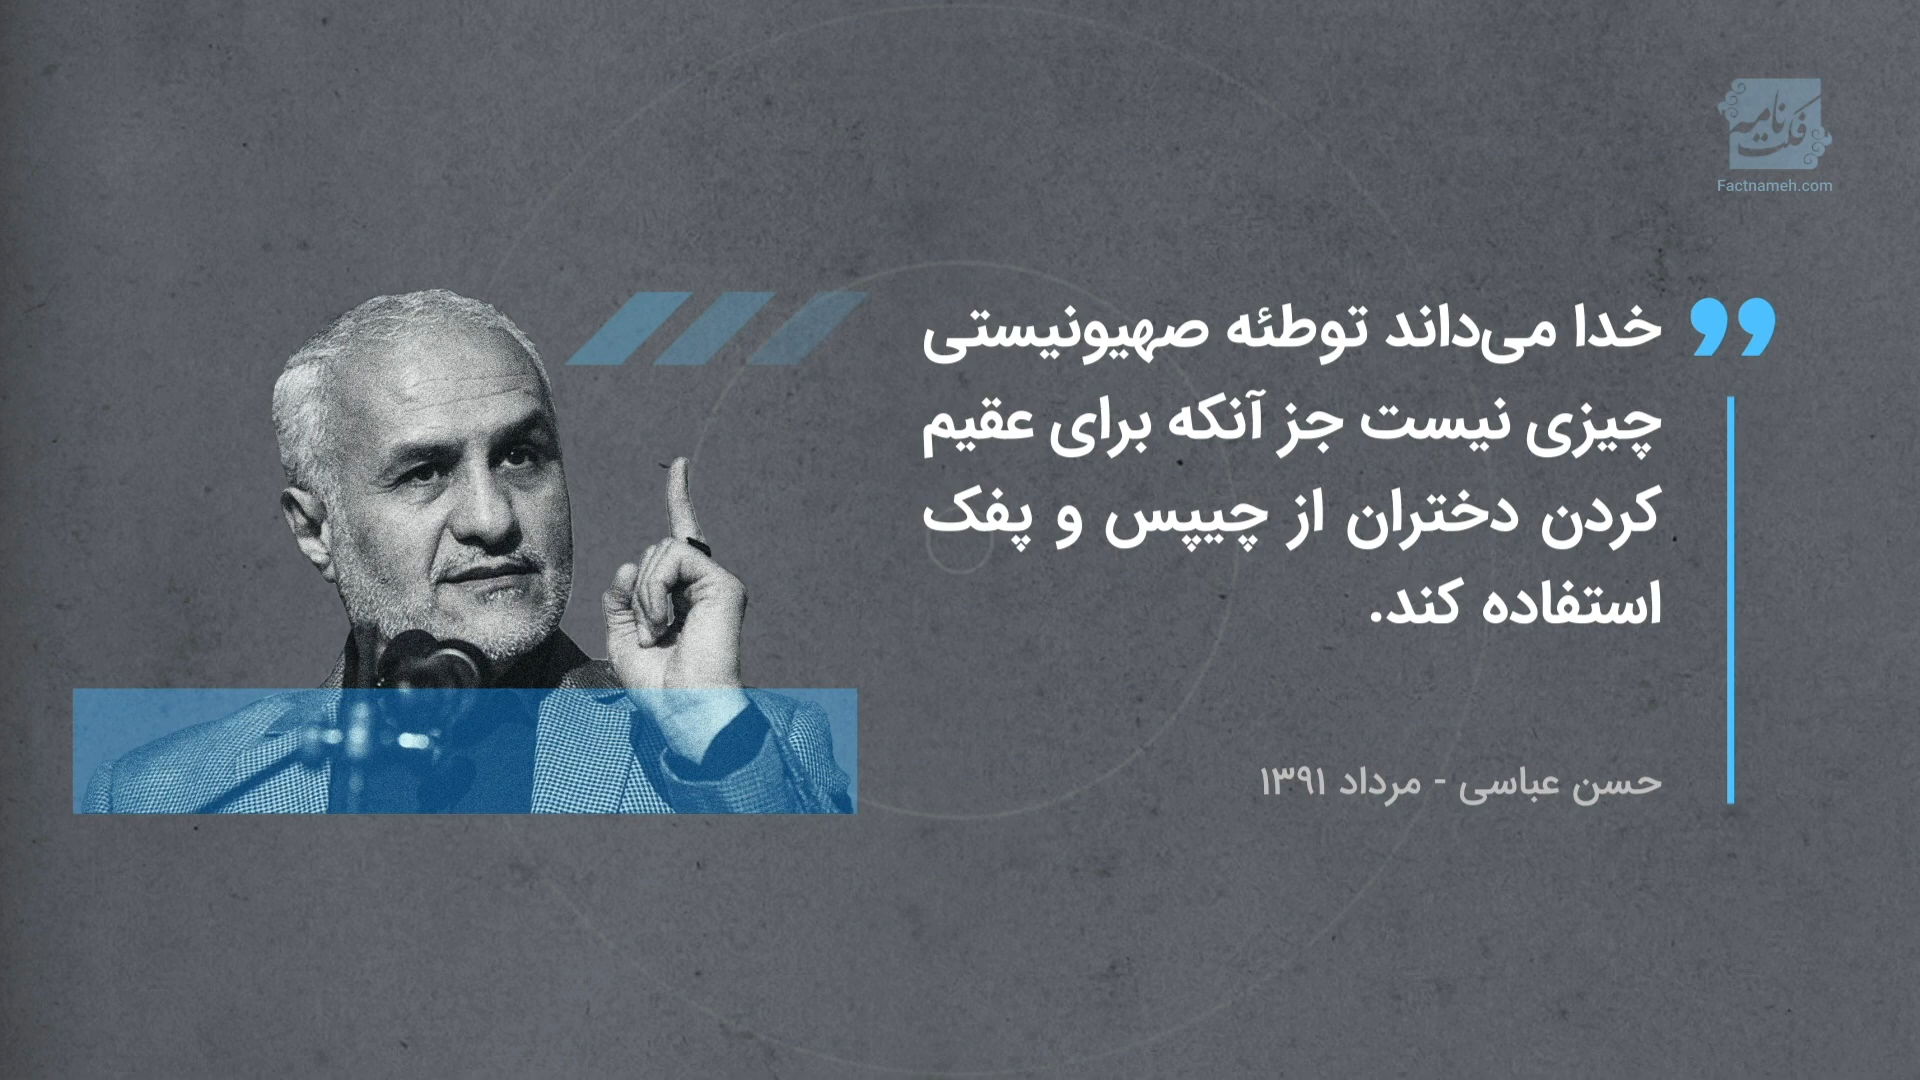 فکت نامه
Factnameh.com
خدا می‌داند توطئه صهیونیستی
چیزی نیست جز آنکه برای عقیم
کردن دختران از چیپس و پفک
استفاده کند.
حسن عباسی - مرداد ۱۳۹۱